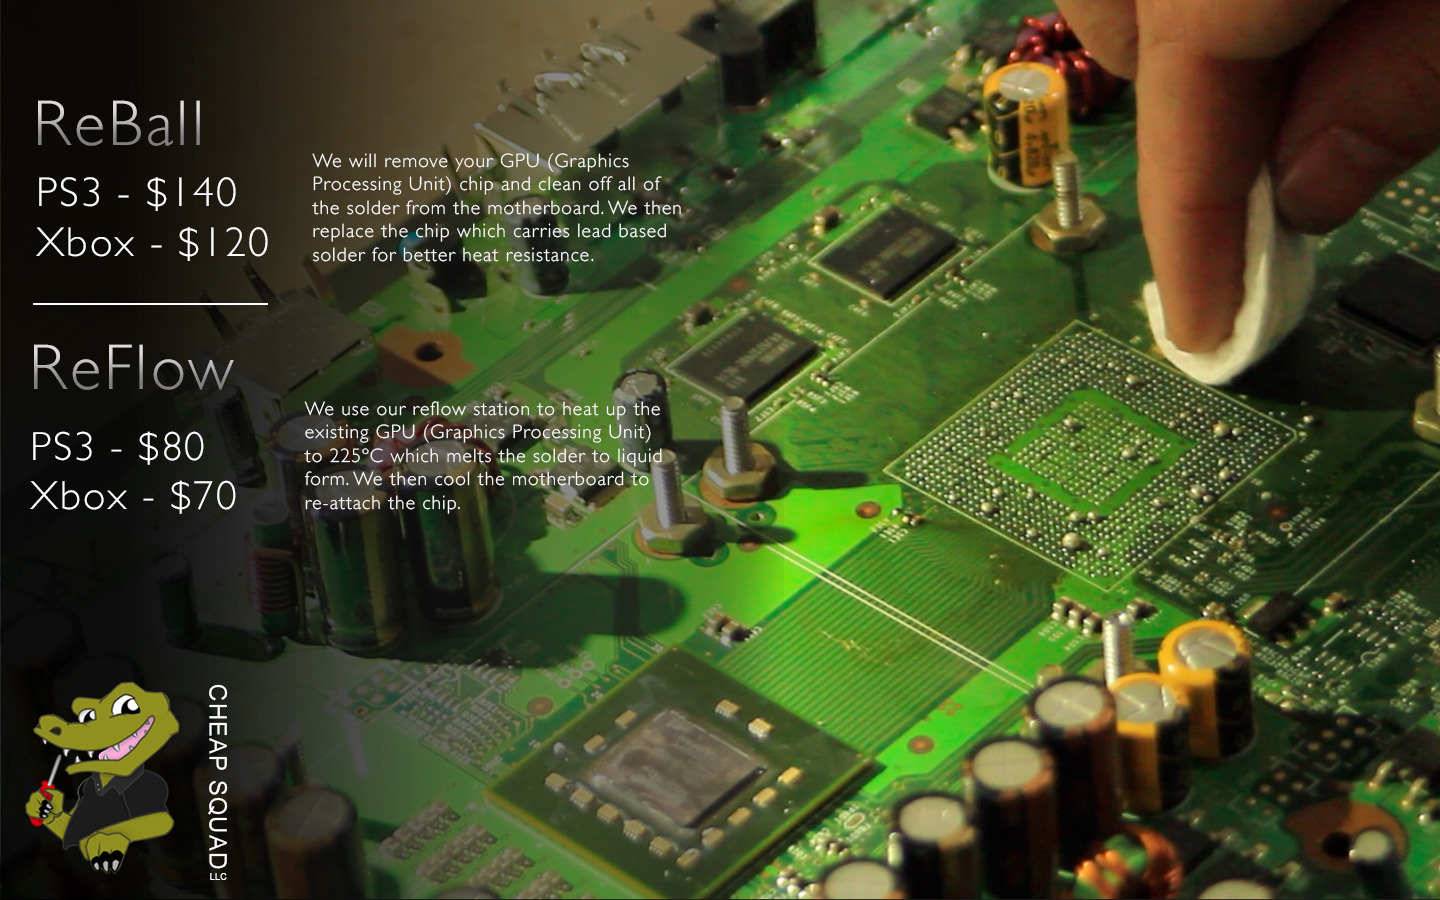 ReBall
PS3 - $140
Xbox - $120
We will remove your GPU (Graphics
Processing Unit) chip and clean off all of
the solder from the motherboard. We then
replace the chip which carries lead based
solder for better heat resistance.
ReFlow
PS3 - $80
Xbox - $70
We use our reflow station to heat up the
existing GPU (Graphics Processing Unit)
to 225°C which melts the solder to liquid
form. We then cool the motherboard to
re-attach the chip.
CHEAP SQUAD LLC